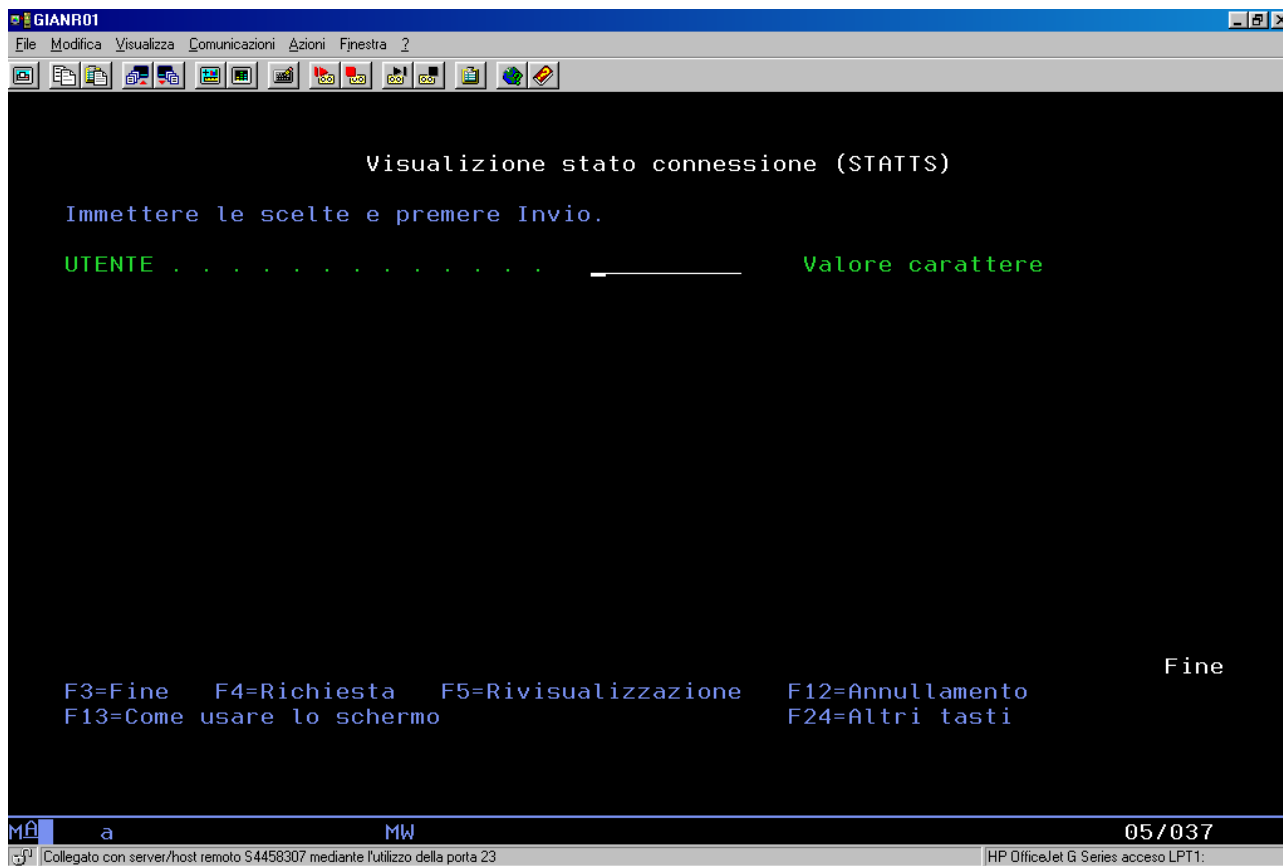 GIANR01
File Modifica Visualizza Comunicazioni Azioni Finestra ?
Visualizione stato connessione (STATTS)
Immettere le scelte e premere Invio.
UTENTE . . . . . . . . . . . . . _ Valore carattere
Fine
F3=Fine F4=Richiesta F5=Rivisualizzazione F12=Annullamento
F13=Come usare lo schermo F24=Altri tasti
MA a MW 05/037
Collegato con server/host remoto S4458307 mediante l'utilizzo della porta 23 HP OfficeJet G Series acceso LPT1: